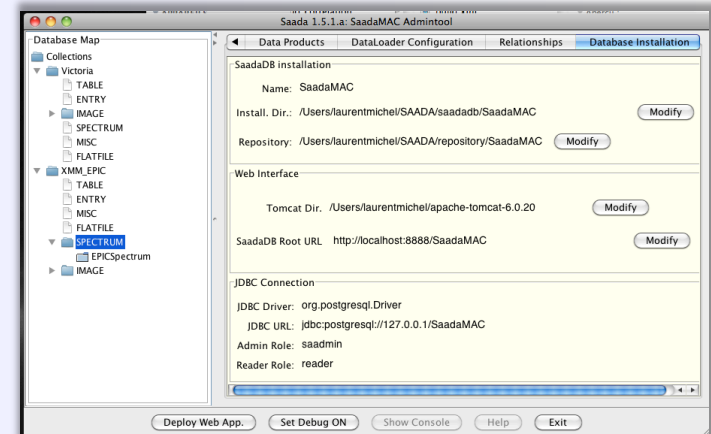 Saada 1.5.1.a: SaadaMAC Admintool
Database Map
Collections
Victoria
TABLE
ENTRY
IMAGE
SPECTRUM
MISC
FLATFILE
XMM_EPIC
TABLE
ENTRY
MISC
FLATFILE
SPECTRUM
EPICSpectrum
IMAGE
Data Products DataLoader Configuration Relationships Database Installation
SaadaDB installation
Name: SaadaMAC
Install. Dir.: /Users/laurentmichel/SAADA/saadadb/SaadaMAC Modify
Repository: /Users/laurentmichel/SAADA/repository/SaadaMAC Modify
Web Interface
Tomcat Dir. /Users/laurentmichel/apache-tomcat-6.0.20 Modify
SaadaDB Root URL http://localhost:8888/SaadaMAC Modify
JDBC Connection
JDBC Driver: org.postgresql.Driver
JDBC URL: jdbc:postgresql://127.0.0.1/SaadaMAC
Admin Role: saadmin
Reader Role: reader
Deploy Web App. Set Debug ON Show Console Help Exit